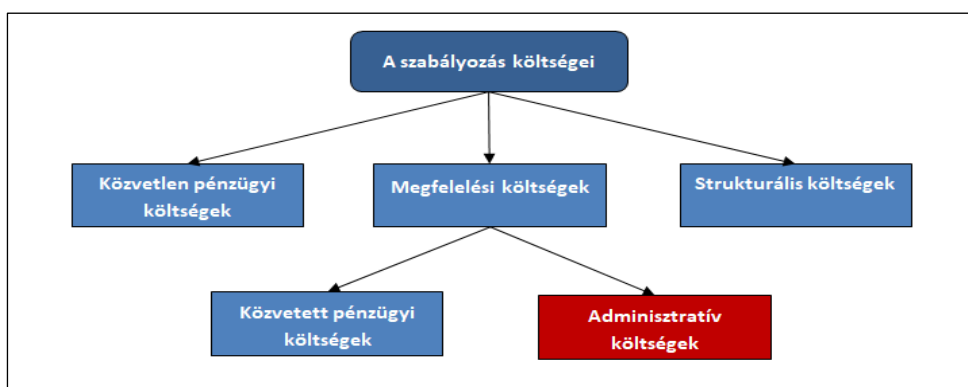 A szabályozás költségei
Közvetlen pénzügyi
költségek
Megfelelési költségek
Strukturális költségek
Közvetett pénzügyi
költségek
Adminisztratív
költségek